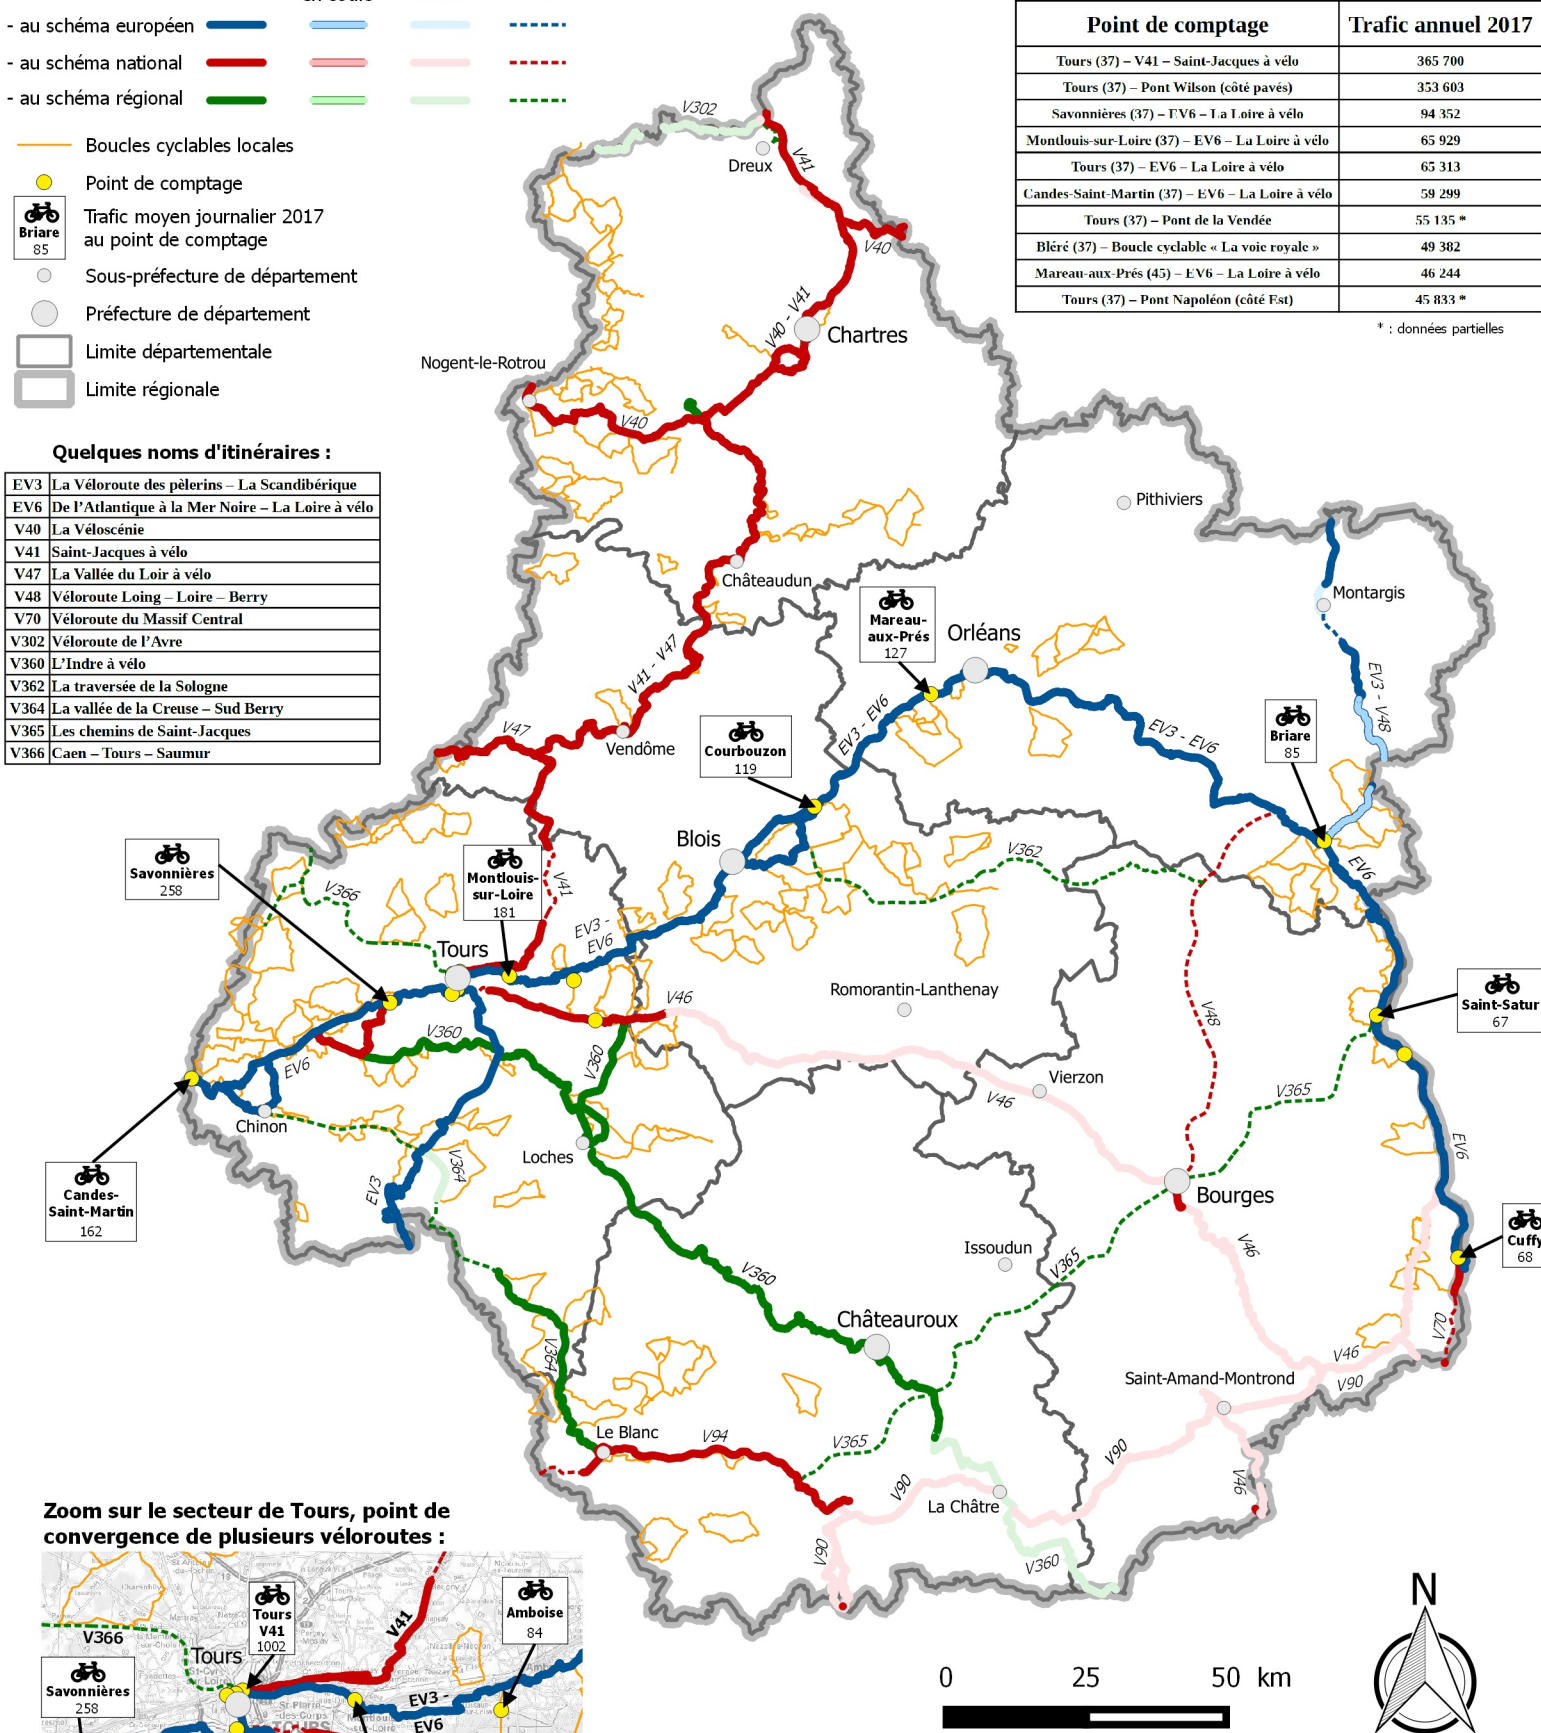 - au schéma européen
- au schéma national
- au schéma régional
Boucles cyclables locales
Point de comptage
Briare
85
Trafic moyen journalier 2017
au point de comptage
Sous-préfecture de département
Préfecture de département
Limite départementale
Limite régionale
Quelques noms d'itinéraires :
EV3 La Véloroute des pèlerins – La Scandibérique
EV6 De l'Atlantique à la Mer Noire – La Loire à vélo
V40 La Véloscénie
V41 Saint-Jacques à vélo
V47 La Vallée du Loir à vélo
V48 Véloroute Loing – Loire – Berry
V70 Véloroute du Massif Central
V302 Véloroute de l'Avre
V360 L'Indre à vélo
V362 La traversée de la Sologne
V364 La vallée de la Creuse – Sud Berry
V365 Les chemins de Saint-Jacques
V366 Caen – Tours – Saumur
Point de comptage Trafic annuel 2017
Tours (37) – V41 – Saint-Jacques à vélo 365 700
Tours (37) – Pont Wilson (côté pavés) 353 603
Savonnières (37) – EV6 – La Loire à vélo 94 352
Montlouis-sur-Loire (37) – EV6 – La Loire à vélo 65 929
Tours (37) – EV6 – La Loire à vélo 65 313
Candes-Saint-Martin (37) – EV6 – La Loire à vélo 59 299
Tours (37) – Pont de la Vendée 55 135 *
Bléré (37) – Boucle cyclable « La voie royale » 49 382
Mareau-aux-Prés (45) – EV6 – La Loire à vélo 46 244
Tours (37) – Pont Napoléon (côté Est) 45 833 *
* : données partielles
V302
Dreux
V41
V40
V40 - V41
Chartres
Nogent-le-Rotrou
V40
Pithiviers
Châteaudun
Montargis
Mareau-
aux-Prés
127
Orléans
V41 - V47
EV3 - V48
V47
Vendôme
Courbouzon
119
EV3 - EV6
EV3 - EV6
Briare
85
Blois
Savonnières
258
Montlouis-
sur-Loire
181
V41
V362
EV6
V366
EV3 -
EV6
Tours
Romorantin-Lanthenay
V46
V48
Saint-Satur
67
V360
V360
EV6
Vierzon
V46
V365
Chinon
Loches
V364
EV6
EV3
Candes-
Saint-Martin
162
Bourges
Issoudun
V46
Cuffy
68
V365
V360
Châteauroux
V70
V364
V46
V90
Saint-Amand-Montrond
Le Blanc
V94
V365
V90
V90
V46
La Châtre
V90
V360
Zoom sur le secteur de Tours, point de
convergence de plusieurs véloroutes :
Tours
V41
1002
V41
Amboise
84
V366
Tours
Savonnières
258
EV3 -
EV6
N
0 25 50 km